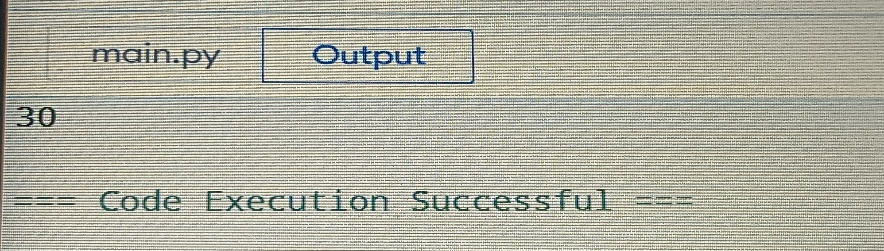 main.py Output
30
=== Code Execution Successful ===